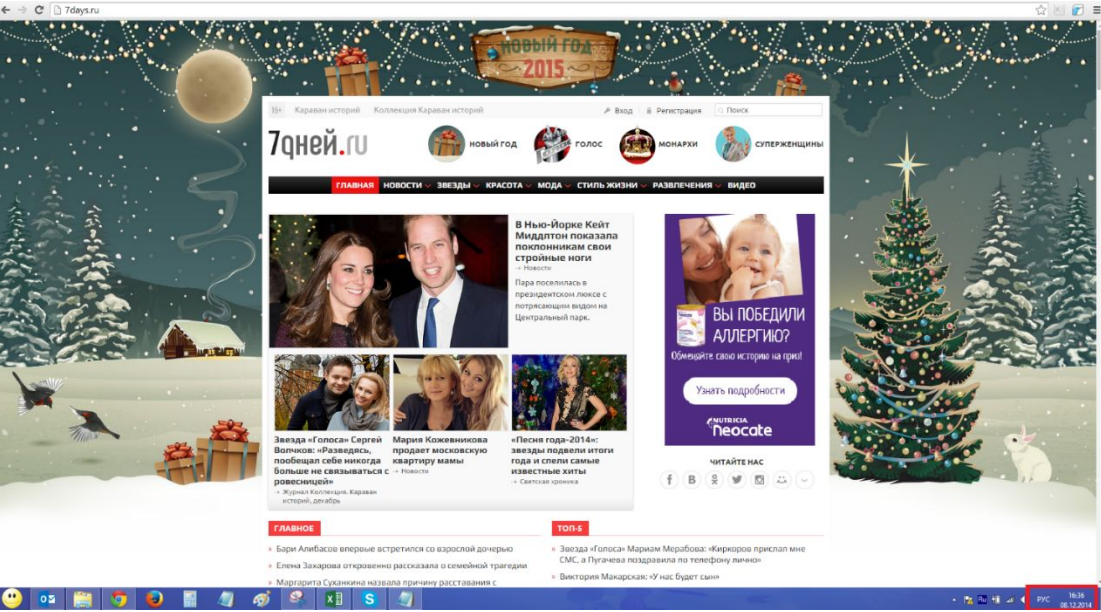 7days.ru
НОВЫЙ ГОД
2015
16+ Караван историй Коллекция Караван историй Вход Регистрация Поиск
7дней.ru
НОВЫЙ ГОД ГОЛОС МОНАРХИ СУПЕРЖЕНЩИНЫ
ГЛАВНАЯ НОВОСТИ ЗВЕЗДЫ КРАСОТА МОДА СТИЛЬ ЖИЗНИ РАЗВЛЕЧЕНИЯ ВИДЕО
В Нью-Йорке Кейт
Миддлтон показала
поклонникам свои
стройные ноги
→ Новости
Пара поселилась в
президентском люксе с
потрясающим видом на
Центральный парк.
ВЫ ПОБЕДИЛИ
АЛЛЕРГИЮ?
Обменяйте свою историю на приз!
Узнать подробности
NUTRICIA
neocate
Звезда «Голоса» Сергей
Волчков: «Разведясь,
пообещал себе никогда
больше не связываться с
ровесницей»
→ Журнал Коллекция. Караван
историй, декабрь
Мария Кожевникова
продает московскую
квартиру мамы
→ Новости
«Песня года-2014»:
звезды подвели итоги
года и спели самые
известные хиты
→ Светская хроника
ЧИТАЙТЕ НАС
ГЛАВНОЕ
» Бари Алибасов впервые встретился со взрослой дочерью
» Елена Захарова откровенно рассказала о семейной трагедии
» Маргарита Суханкина назвала причину расставания с
ТОП-5
» Звезда «Голоса» Мариам Мерабова: «Киркоров прислал мне
СМС, а Пугачева поздравила по телефону лично»
» Виктория Макарская: «У нас будет сын»
РУС 16:36
08.12.2014